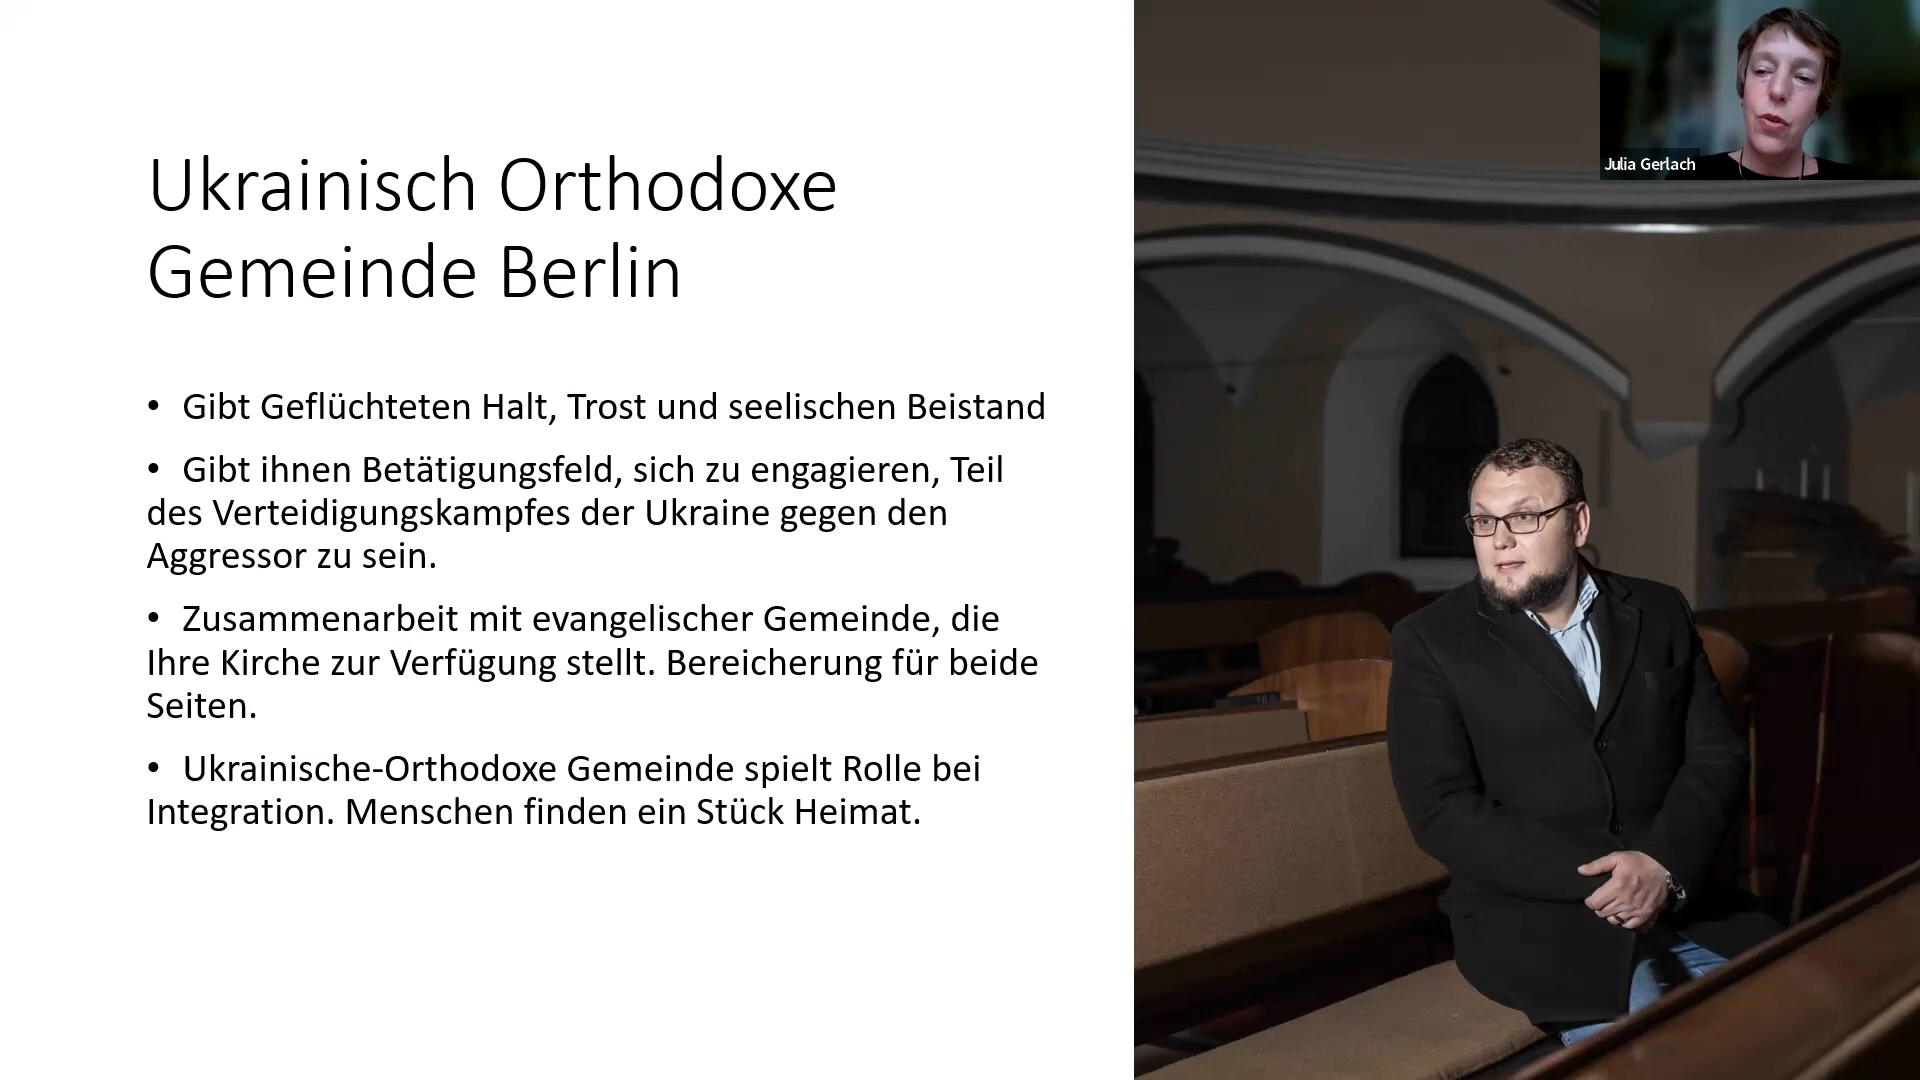 Ukrainisch Orthodoxe
Gemeinde Berlin
• Gibt Geflüchteten Halt, Trost und seelischen Beistand
• Gibt ihnen Betätigungsfeld, sich zu engagieren, Teil
des Verteidigungskampfes der Ukraine gegen den
Aggressor zu sein.
• Zusammenarbeit mit evangelischer Gemeinde, die
Ihre Kirche zur Verfügung stellt. Bereicherung für beide
Seiten.
• Ukrainische-Orthodoxe Gemeinde spielt Rolle bei
Integration. Menschen finden ein Stück Heimat.
Julia Gerlach